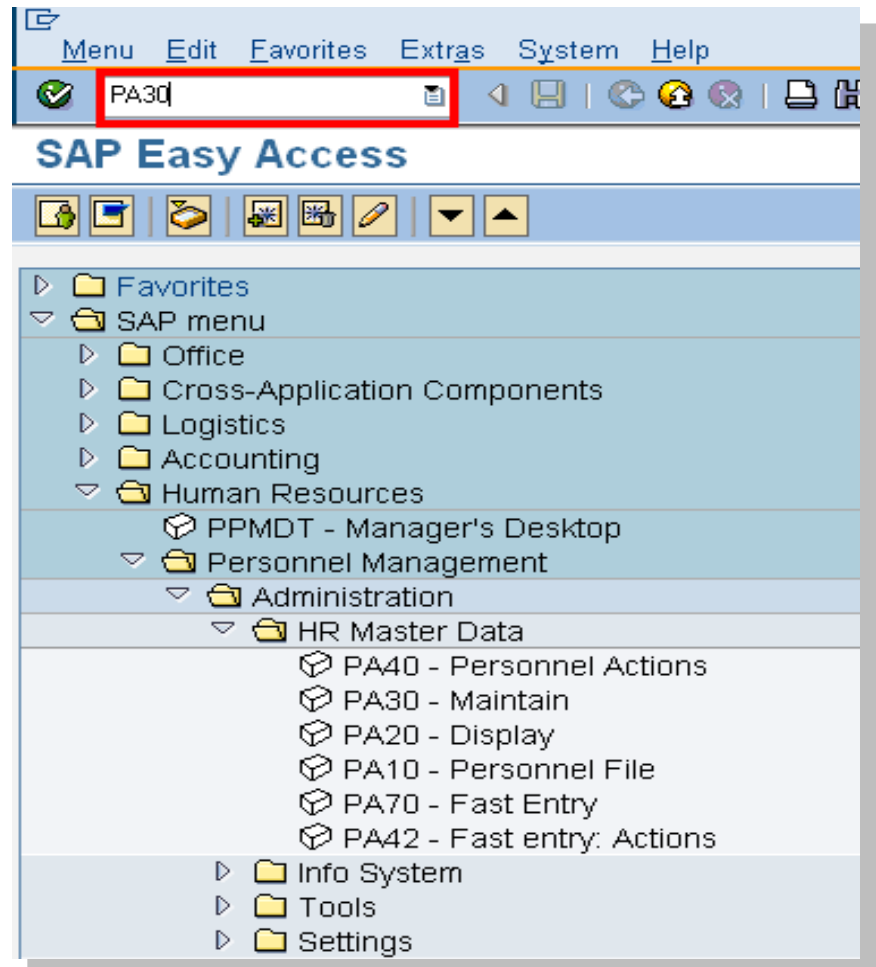 Menu Edit Favorites Extras System Help
PA30
SAP Easy Access
Favorites
SAP menu
Office
Cross-Application Components
Logistics
Accounting
Human Resources
PPMDT - Manager's Desktop
Personnel Management
Administration
HR Master Data
PA40 - Personnel Actions
PA30 - Maintain
PA20 - Display
PA10 - Personnel File
PA70 - Fast Entry
PA42 - Fast entry: Actions
Info System
Tools
Settings